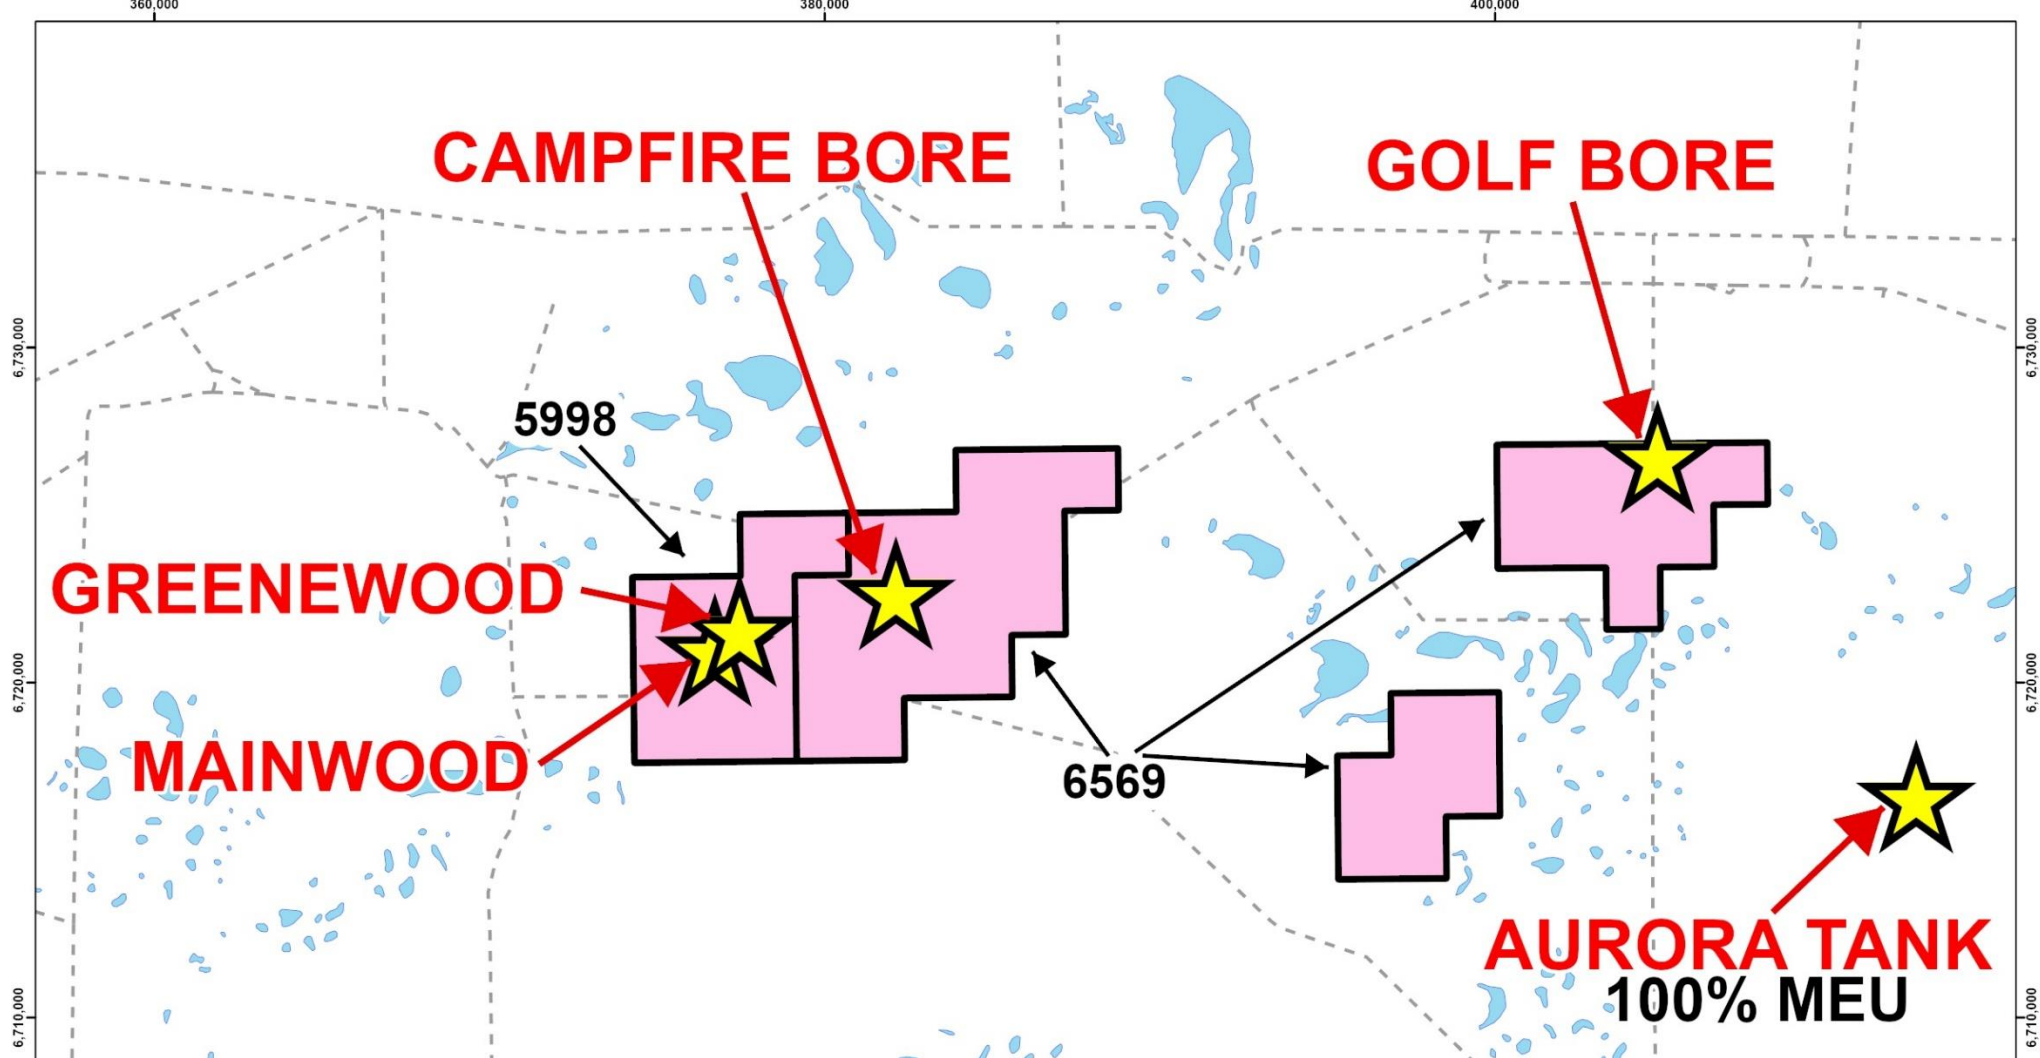 360,000
380,000
400,000
CAMPFIRE BORE
GOLF BORE
6,730,000
6,730,000
5998
GREENEWOOD
6,720,000
6,720,000
MAINWOOD
6569
AURORA TANK
100% MEU
6,710,000
6,710,000